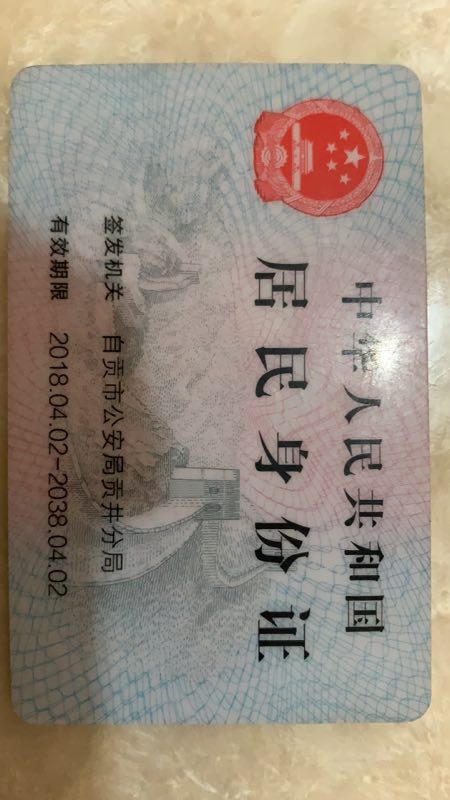 中华人民共和国
居民身份证
签发机关 自贡市公安局贡井分局
有效期限 2018.04.02-2038.04.02